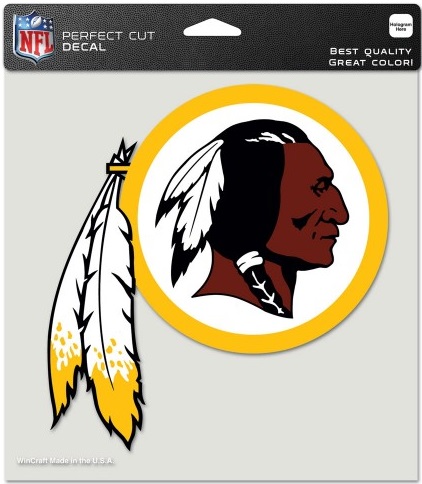 NFL
PERFECT CUT
DECAL
Hologram
Here
BEST QUALITY
GREAT COLOR!
WinCraft Made in the U.S.A.